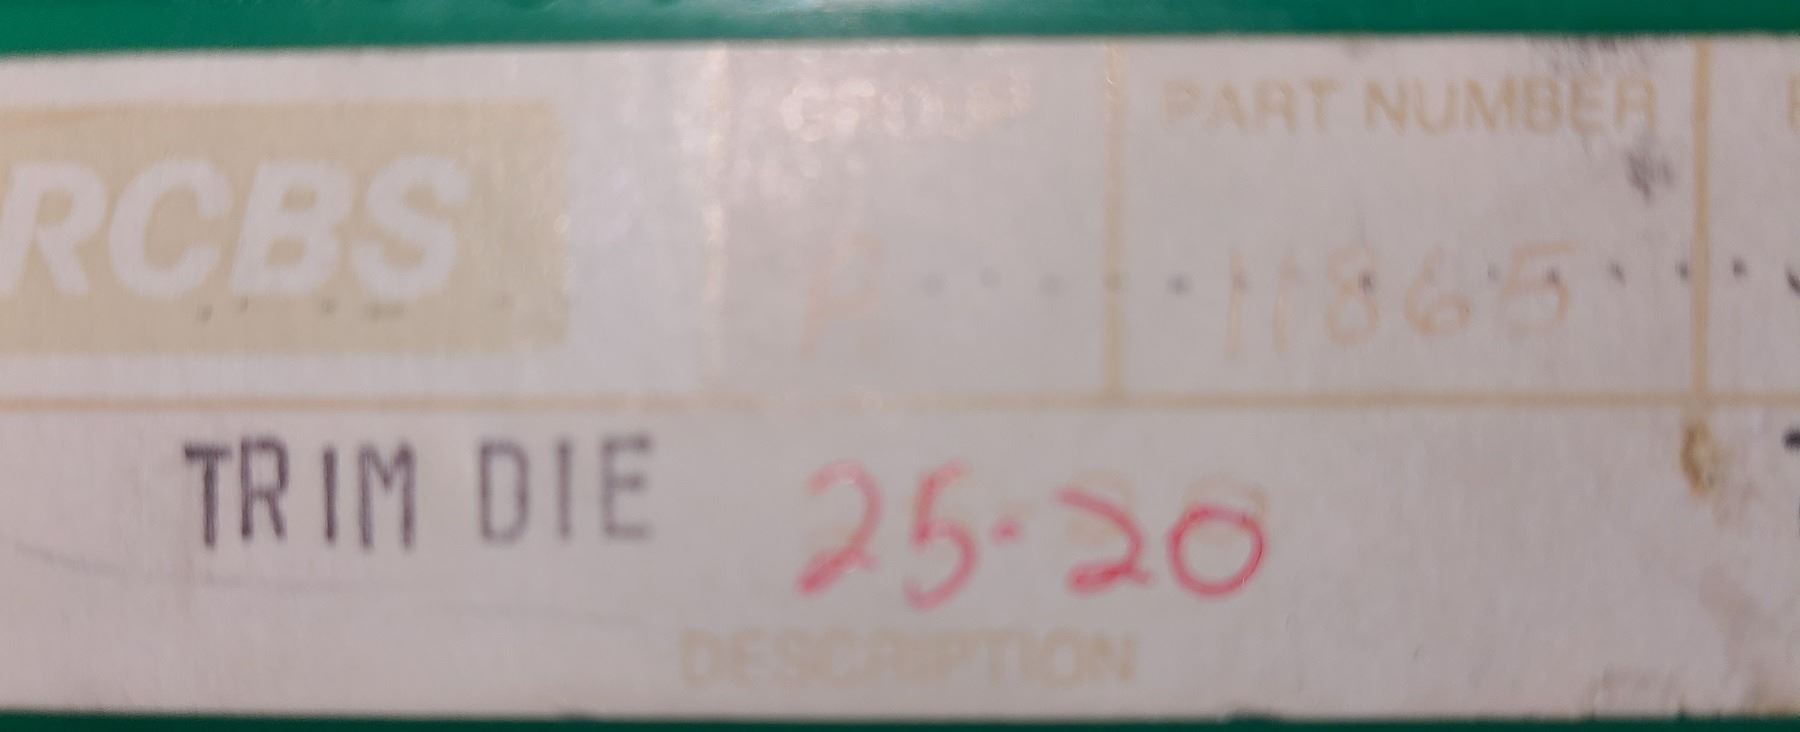 RCBS GROUP PART NUMBER
A 11865
TRIM DIE 25-20
DESCRIPTION